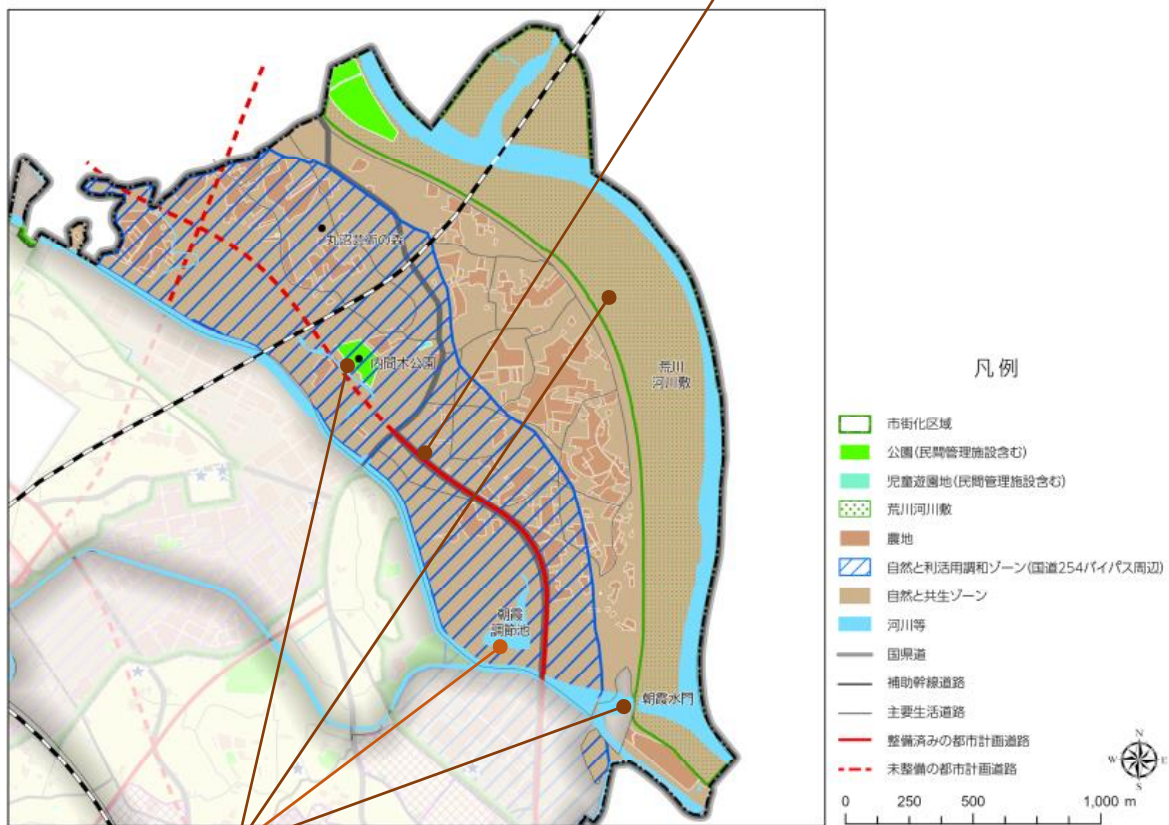 丸沼芸術の森
内間木公園
荒川
河川敷
朝霞
調節池
朝霞水門
凡例
市街化区域
公園(民間管理施設含む)
児童遊園地(民間管理施設含む)
荒川河川敷
農地
自然と利活用調和ゾーン(国道254バイパス周辺)
自然と共生ゾーン
河川等
国県道
補助幹線道路
主要生活道路
整備済みの都市計画道路
未整備の都市計画道路
N
W E
S
0 250 500 1,000 m